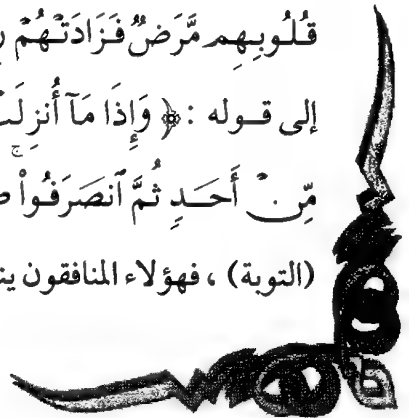 قُلُوبِهِم مَّرَضٌ فَزَادَتْهُمْ
إلى قوله : ﴿ وَإِذَا مَآ أُنزِلَتْ
مِّنْ أَحَدٍ ثُمَّ ٱنصَرَفُوا۟
(التوبة) ، فهؤلاء المنافقون